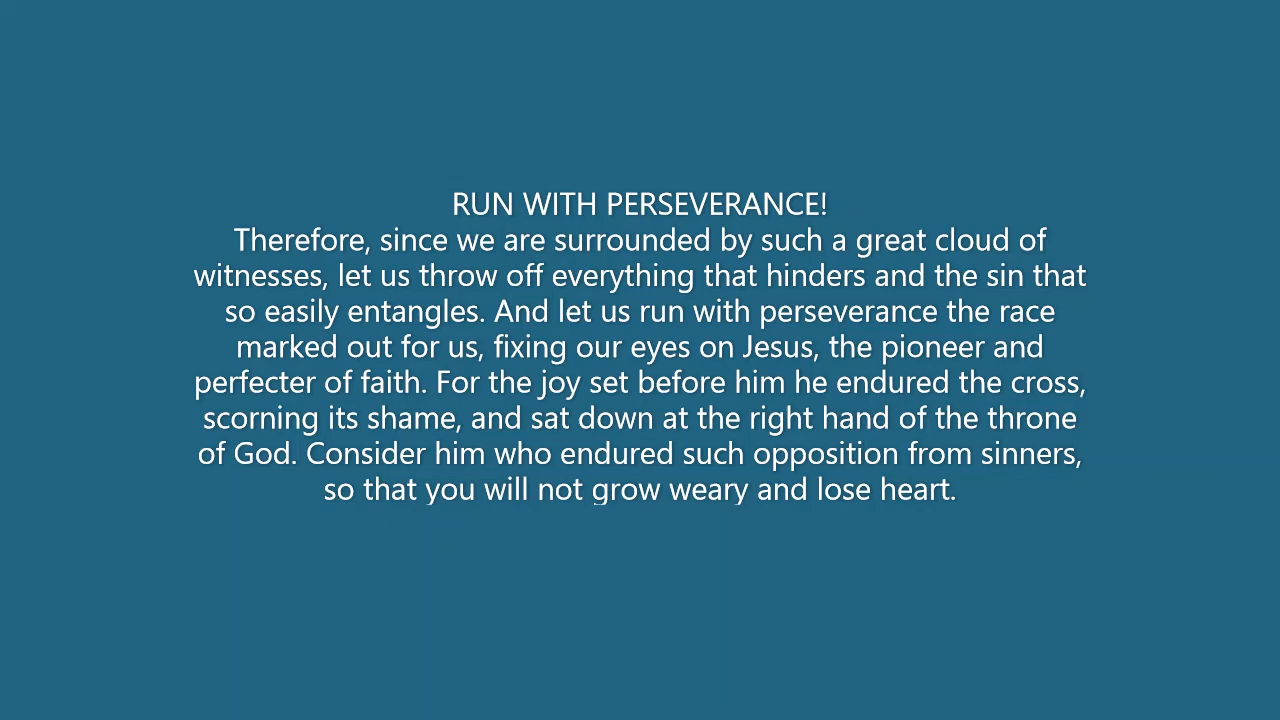 RUN WITH PERSEVERANCE!
Therefore, since we are surrounded by such a great cloud of
witnesses, let us throw off everything that hinders and the sin that
so easily entangles. And let us run with perseverance the race
marked out for us, fixing our eyes on Jesus, the pioneer and
perfecter of faith. For the joy set before him he endured the cross,
scorning its shame, and sat down at the right hand of the throne
of God. Consider him who endured such opposition from sinners,
so that you will not grow weary and lose heart.